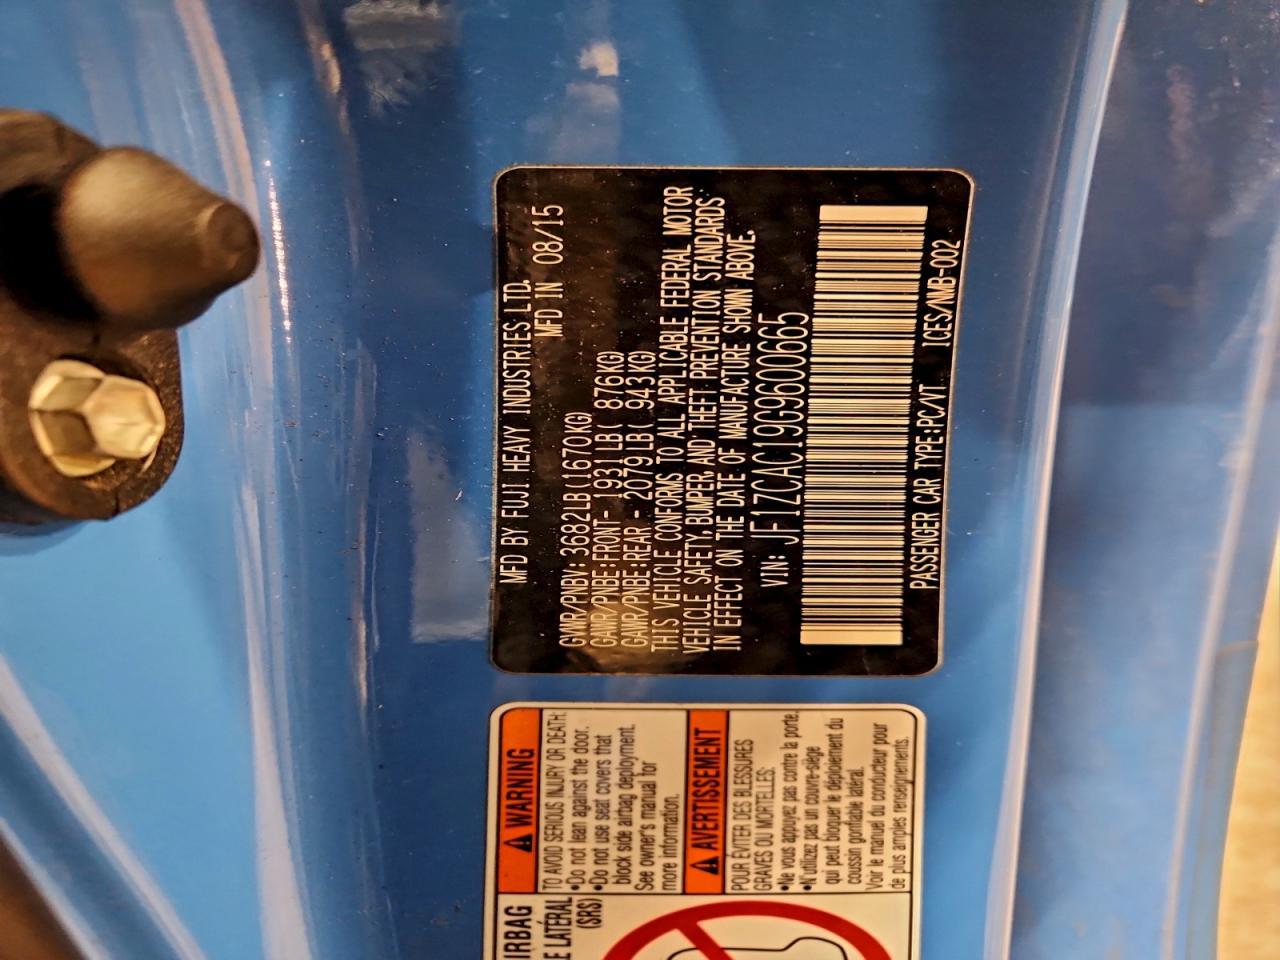 MFD BY FUJI HEAVY INDUSTRIES LTD.
MFD IN 08/15
GVWR/PNBV: 3682LB(1670KG)
GAWR/PNBE:FRONT- 1931LB( 876KG)
GAWR/PNBE:REAR - 2079LB( 943KG)
THIS VEHICLE CONFORMS TO ALL APPLICABLE FEDERAL MOTOR
VEHICLE SAFETY, BUMPER, AND THEFT PREVENTION STANDARDS
IN EFFECT ON THE DATE OF MANUFACTURE SHOWN ABOVE.
VIN: JF1ZCAC19G9600665
PASSENGER CAR TYPE:PC/VT ICES/NMB-002
IRBAG
E LATÉRAL
(SRS)
WARNING
TO AVOID SERIOUS INJURY OR DEATH:
•Do not lean against the door.
•Do not use seat covers that
block side airbag deployment.
See owner's manual for
more information.
AVERTISSEMENT
POUR ÉVITER DES BLESSURES
GRAVES OU MORTELLES:
•Ne vous appuyez pas contre la porte.
•N'utilizez pas un couvre-siège
qui peut bloquer le déploiement du
coussin gonflable latéral.
Voir le manuel du conducteur pour
de plus amples renseignements.